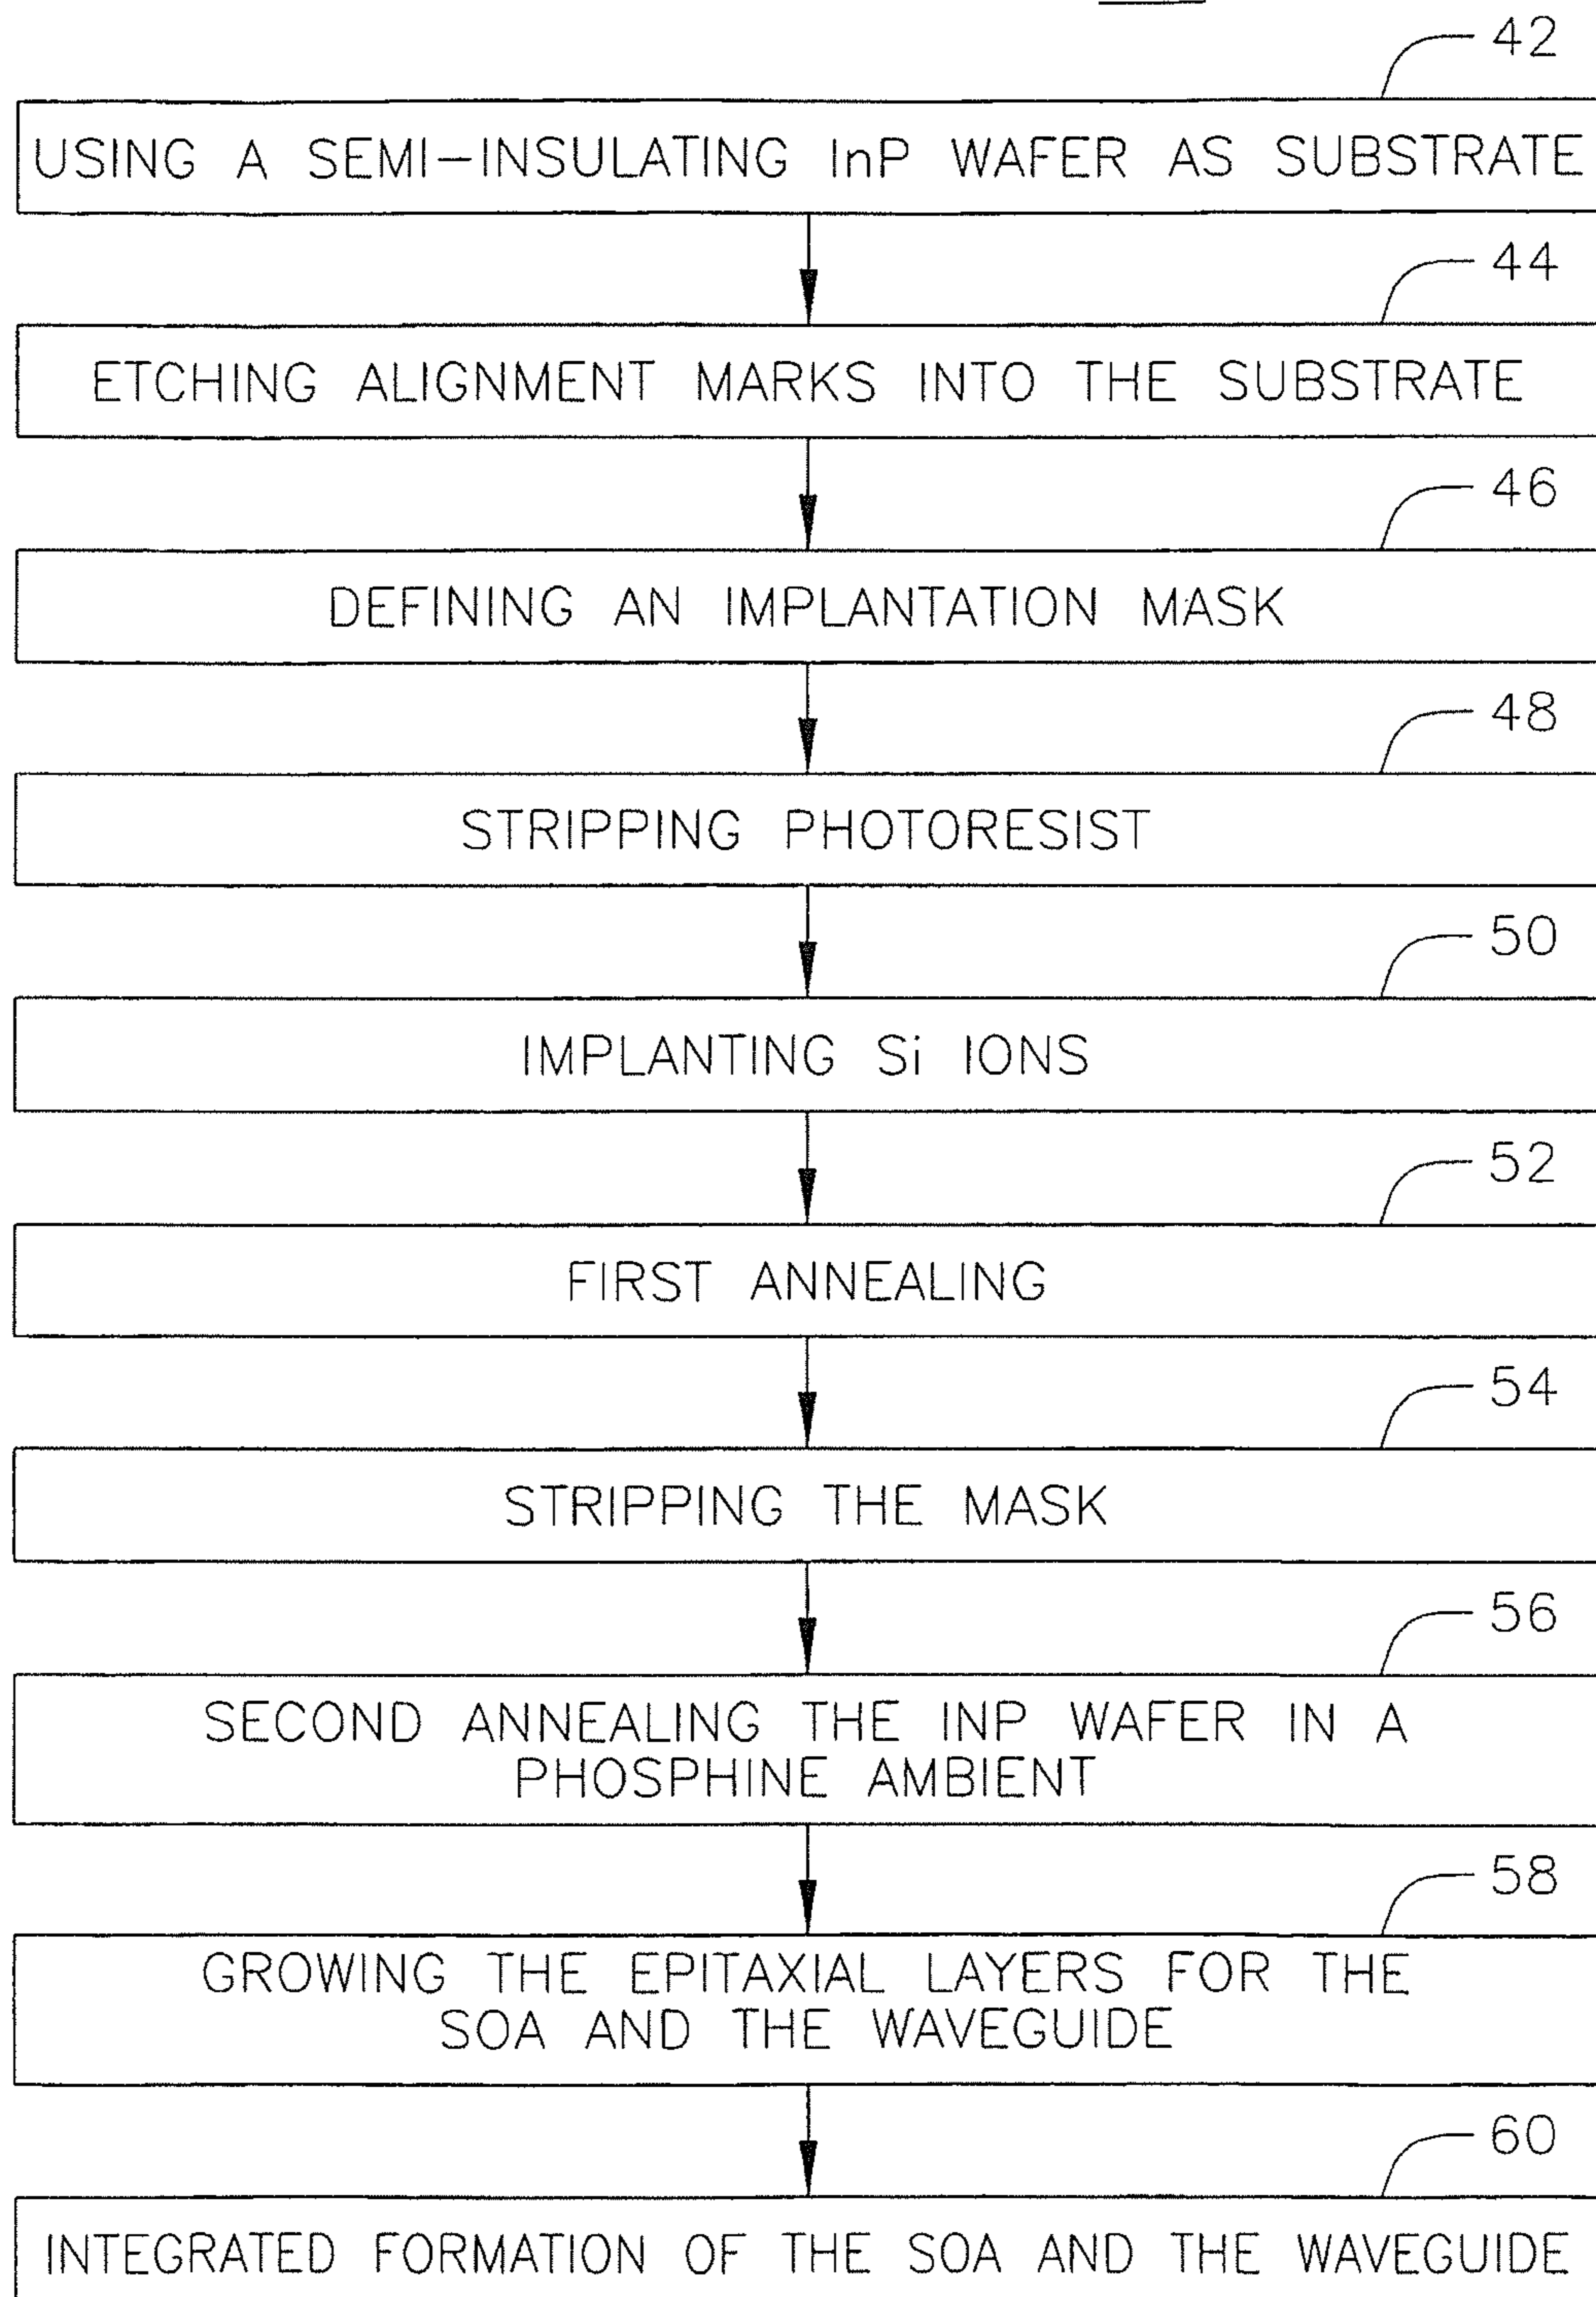 42
USING A SEMI-INSULATING InP WAFER AS SUBSTRATE
44
ETCHING ALIGNMENT MARKS INTO THE SUBSTRATE
46
DEFINING AN IMPLANTATION MASK
48
STRIPPING PHOTORESIST
50
IMPLANTING Si IONS
52
FIRST ANNEALING
54
STRIPPING THE MASK
56
SECOND ANNEALING THE INP WAFER IN A
PHOSPHINE AMBIENT
58
GROWING THE EPITAXIAL LAYERS FOR THE
SOA AND THE WAVEGUIDE
60
INTEGRATED FORMATION OF THE SOA AND THE WAVEGUIDE